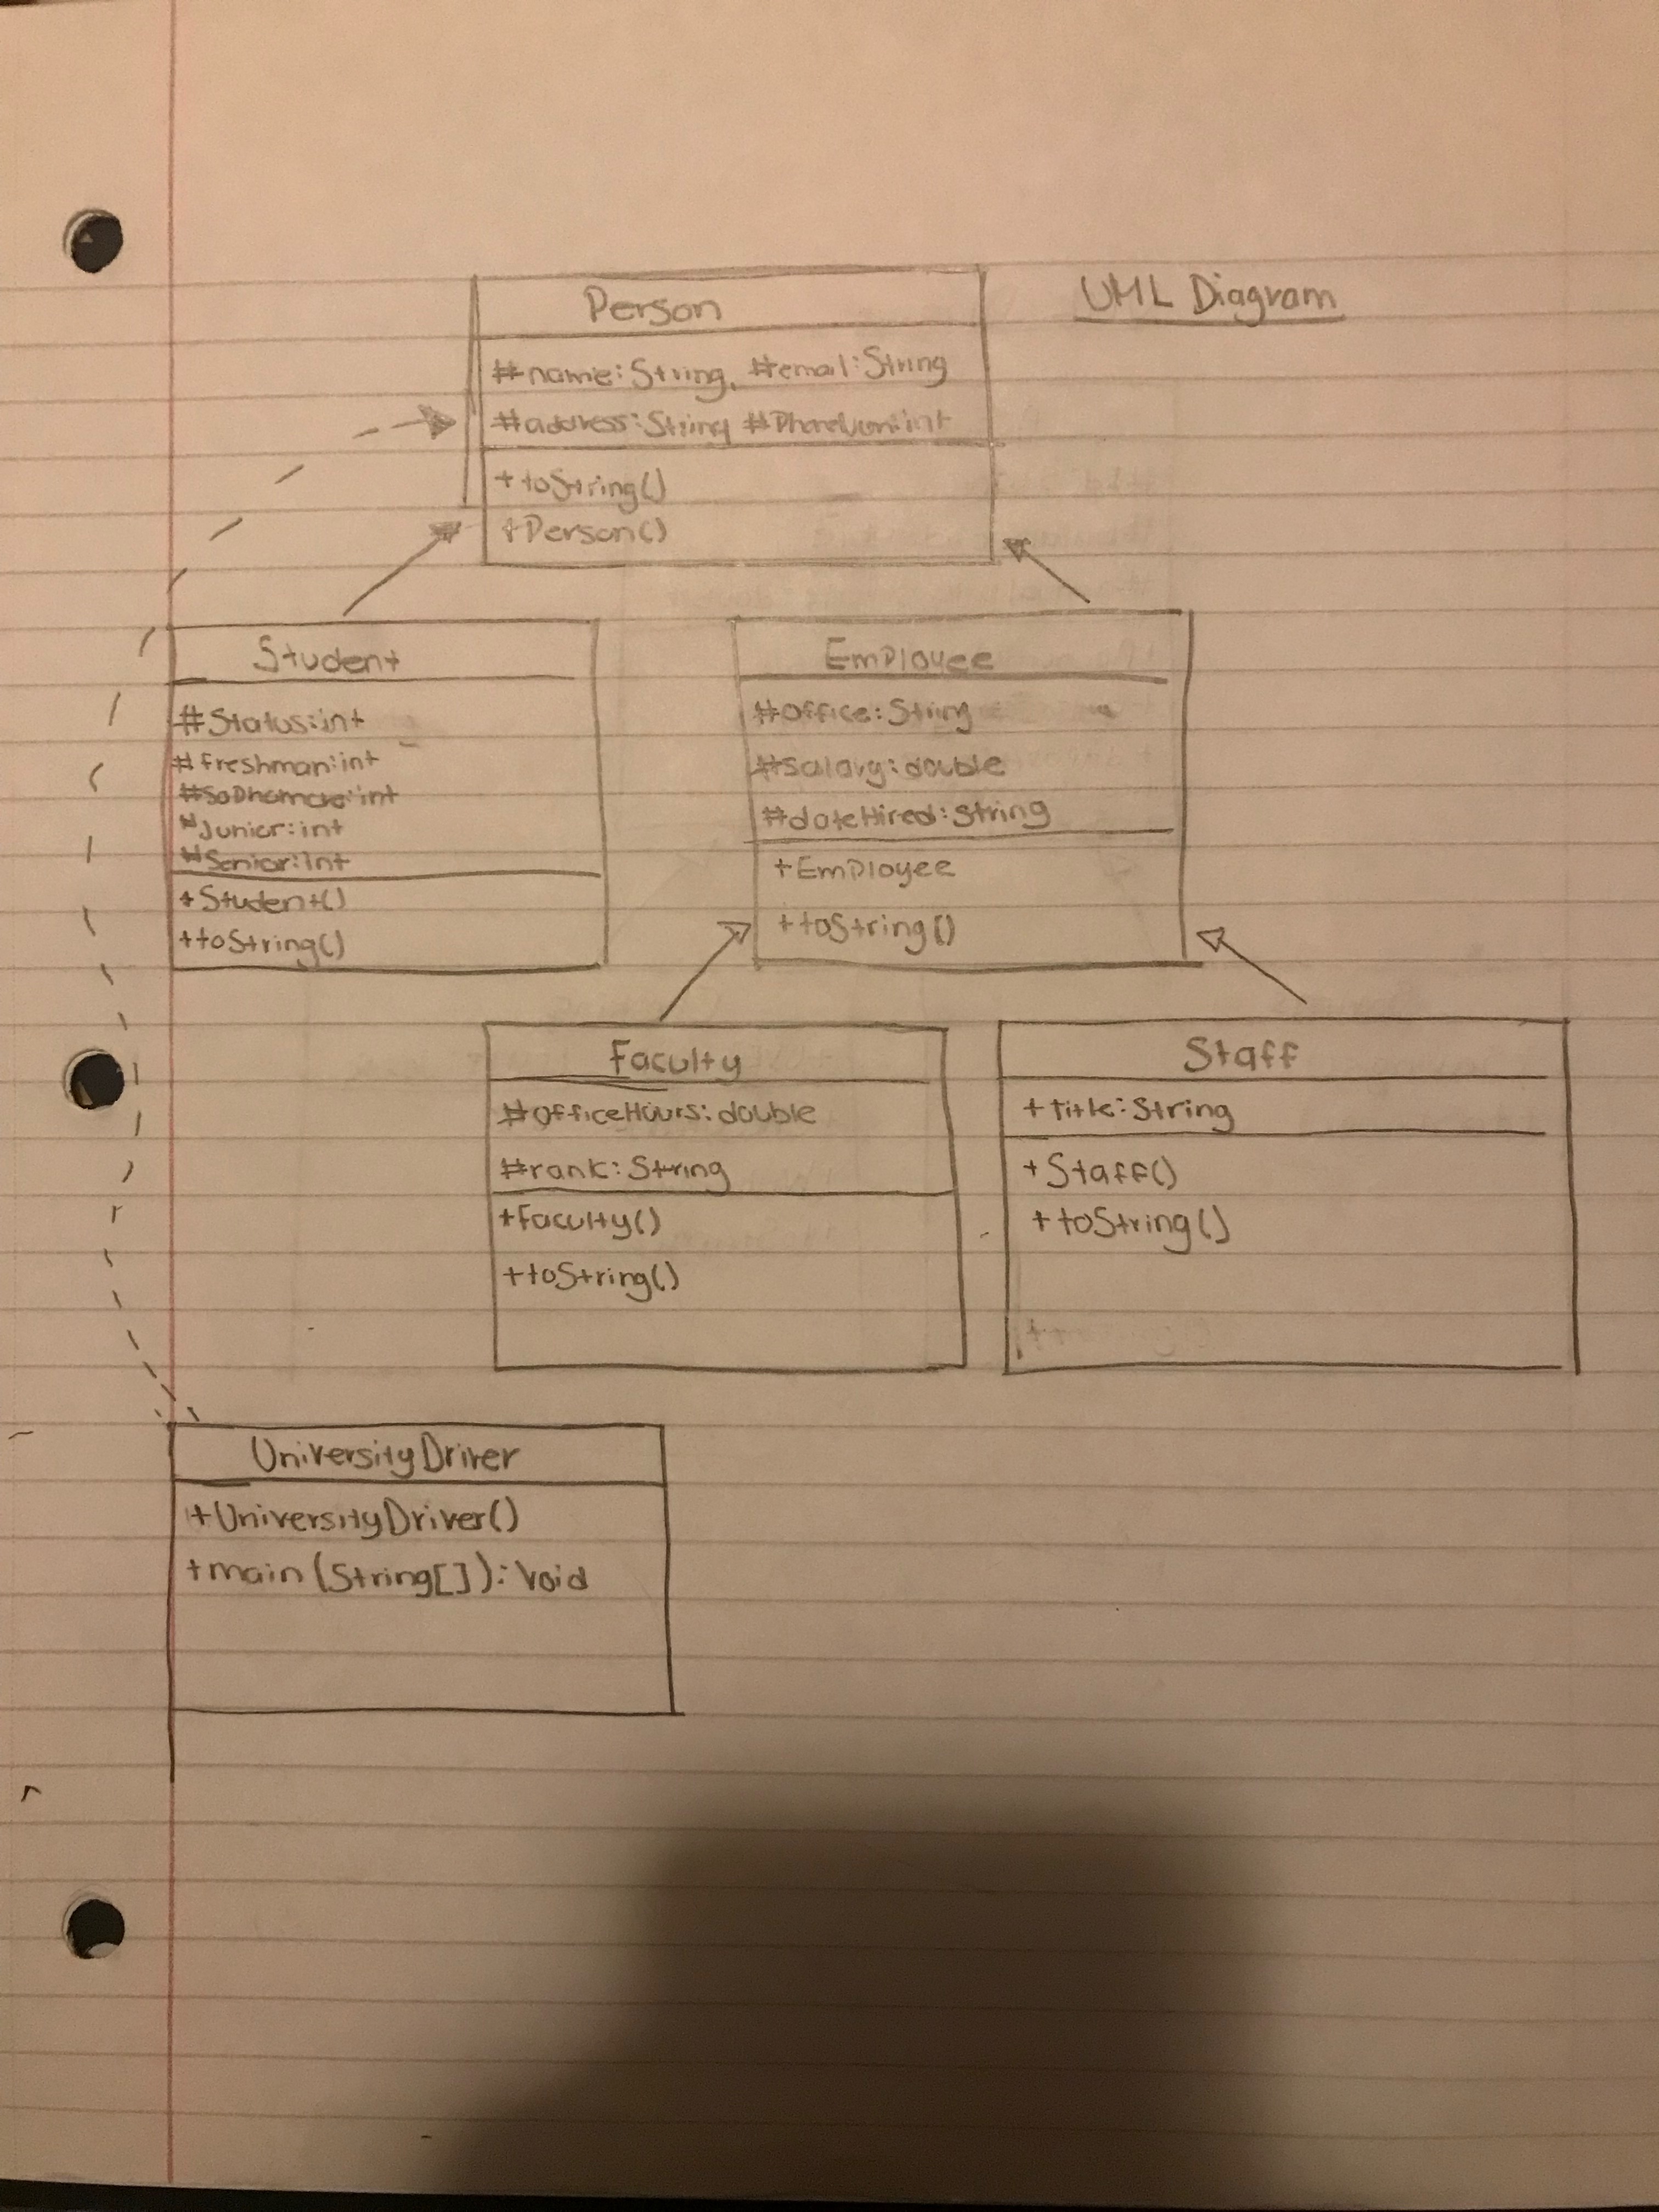 UML Diagram
Person
#name:String, #email:String
#address:String #PhoneNum:int
+toString()
+Person()
Student
#Status:int
#freshman:int
#SoPhomore:int
#Junior:int
#Senior:int
+Student()
+toString()
EmPloyee
#office:String
#salary:double
#dateHired:String
+EmPloyee
+toString()
Faculty
#officeHours:double
#rank:String
+Faculty()
+toString()
Staff
+title:String
+Staff()
+toString()
UniversityDriver
+UniversityDriver()
+main(String[]):Void